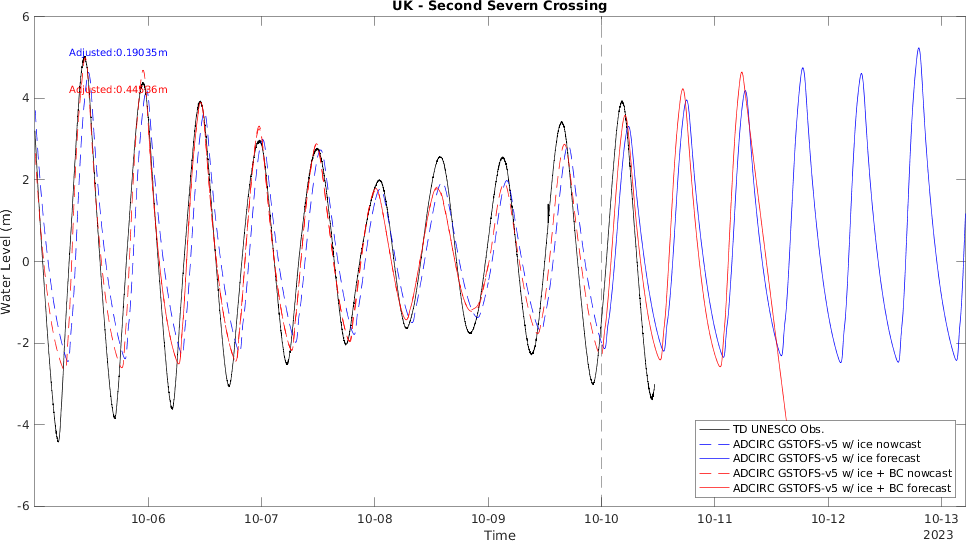 UK - Second Severn Crossing
6
4
2
0
-2
-4
-6
Water Level (m)
Adjusted:0.19035m
Adjusted:0.44536m
TD UNESCO Obs.
ADCIRC GSTOFS-v5 w/ ice nowcast
ADCIRC GSTOFS-v5 w/ ice forecast
ADCIRC GSTOFS-v5 w/ ice + BC nowcast
ADCIRC GSTOFS-v5 w/ ice + BC forecast
10-06 10-07 10-08 10-09 10-10 10-11 10-12 10-13
Time 2023